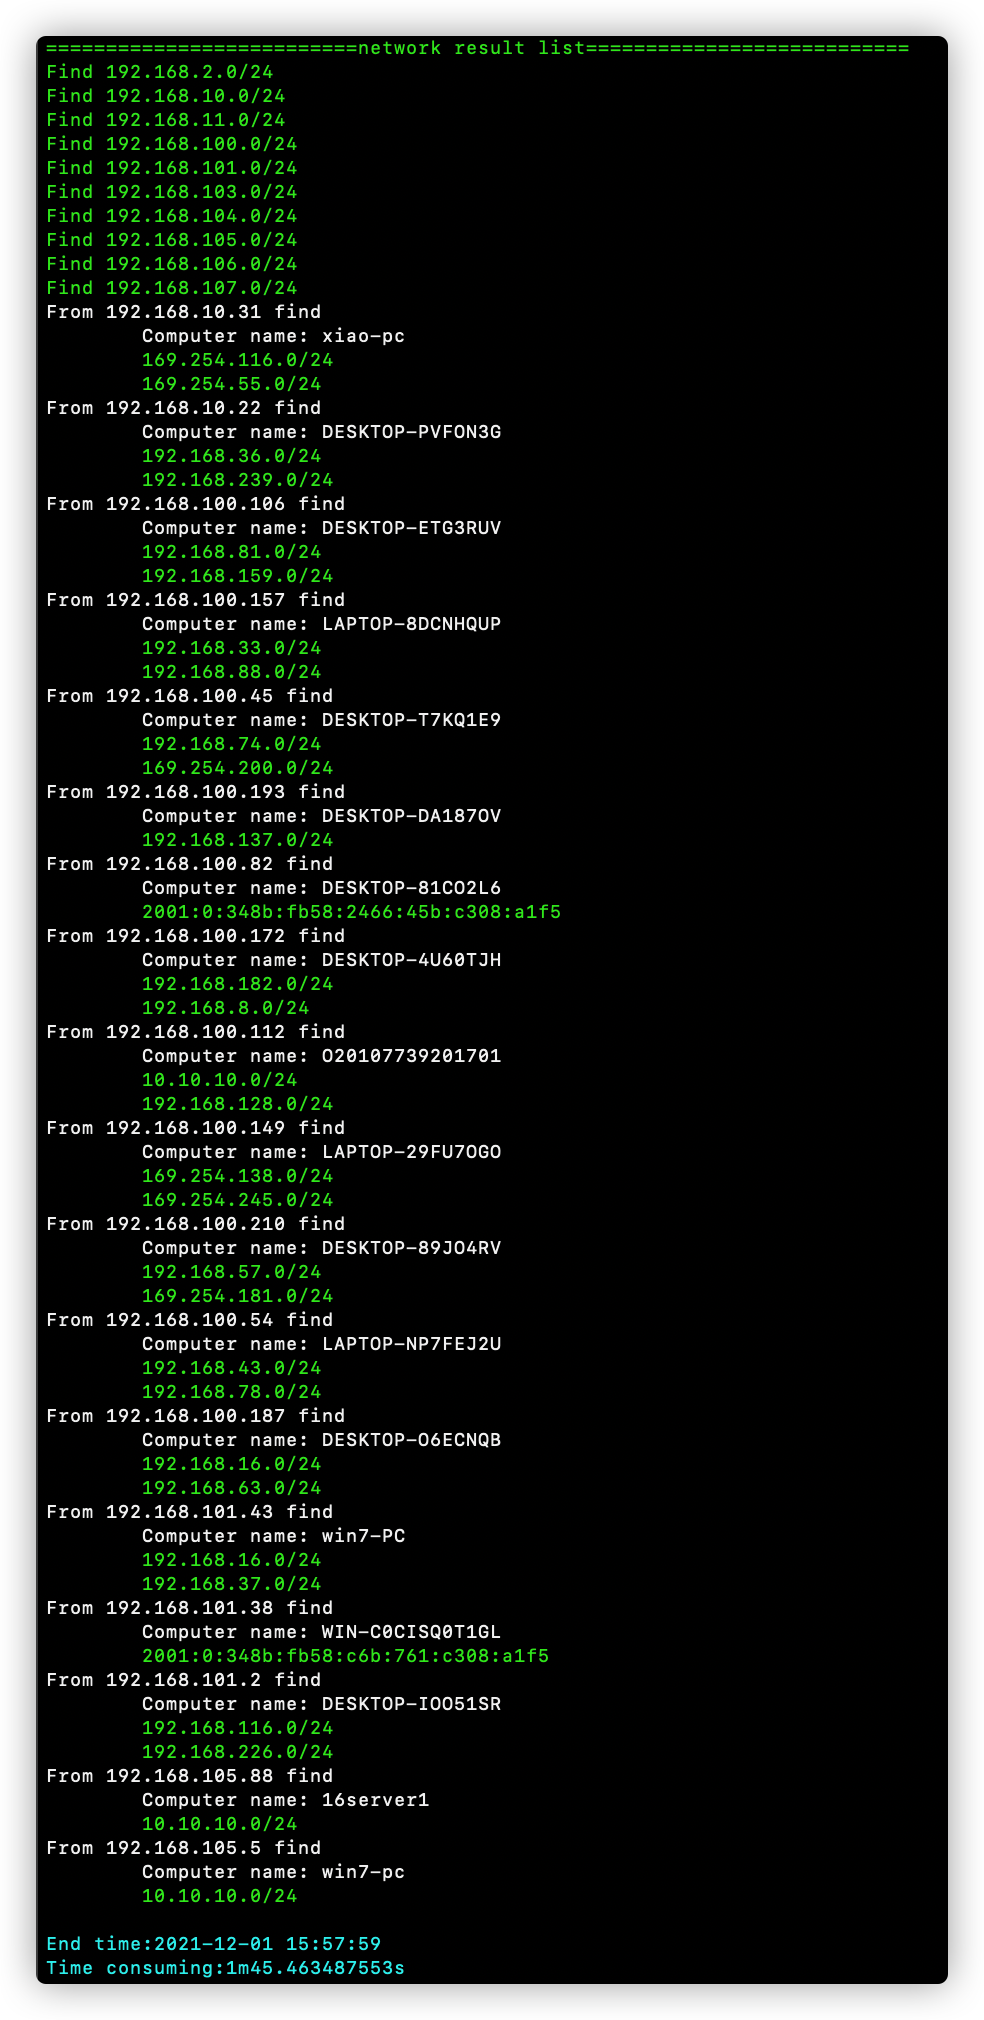 ==========================network result list===========================
Find 192.168.2.0/24
Find 192.168.10.0/24
Find 192.168.11.0/24
Find 192.168.100.0/24
Find 192.168.101.0/24
Find 192.168.103.0/24
Find 192.168.104.0/24
Find 192.168.105.0/24
Find 192.168.106.0/24
Find 192.168.107.0/24
From 192.168.10.31 find
Computer name: xiao-pc
169.254.116.0/24
169.254.55.0/24
From 192.168.10.22 find
Computer name: DESKTOP-PVFON3G
192.168.36.0/24
192.168.239.0/24
From 192.168.100.106 find
Computer name: DESKTOP-ETG3RUV
192.168.81.0/24
192.168.159.0/24
From 192.168.100.157 find
Computer name: LAPTOP-8DCNHQUP
192.168.33.0/24
192.168.88.0/24
From 192.168.100.45 find
Computer name: DESKTOP-T7KQ1E9
192.168.74.0/24
169.254.200.0/24
From 192.168.100.193 find
Computer name: DESKTOP-DA187OV
192.168.137.0/24
From 192.168.100.82 find
Computer name: DESKTOP-81CO2L6
2001:0:348b:fb58:2466:45b:c308:a1f5
From 192.168.100.172 find
Computer name: DESKTOP-4U60TJH
192.168.182.0/24
192.168.8.0/24
From 192.168.100.112 find
Computer name: O20107739201701
10.10.10.0/24
192.168.128.0/24
From 192.168.100.149 find
Computer name: LAPTOP-29FU7OGO
169.254.138.0/24
169.254.245.0/24
From 192.168.100.210 find
Computer name: DESKTOP-89JO4RV
192.168.57.0/24
169.254.181.0/24
From 192.168.100.54 find
Computer name: LAPTOP-NP7FEJ2U
192.168.43.0/24
192.168.78.0/24
From 192.168.100.187 find
Computer name: DESKTOP-O6ECNQB
192.168.16.0/24
192.168.63.0/24
From 192.168.101.43 find
Computer name: win7-PC
192.168.16.0/24
192.168.37.0/24
From 192.168.101.38 find
Computer name: WIN-C0CISQ0T1GL
2001:0:348b:fb58:c6b:761:c308:a1f5
From 192.168.101.2 find
Computer name: DESKTOP-IOO51SR
192.168.116.0/24
192.168.226.0/24
From 192.168.105.88 find
Computer name: 16server1
10.10.10.0/24
From 192.168.105.5 find
Computer name: win7-pc
10.10.10.0/24
End time:2021-12-01 15:57:59
Time consuming:1m45.463487553s